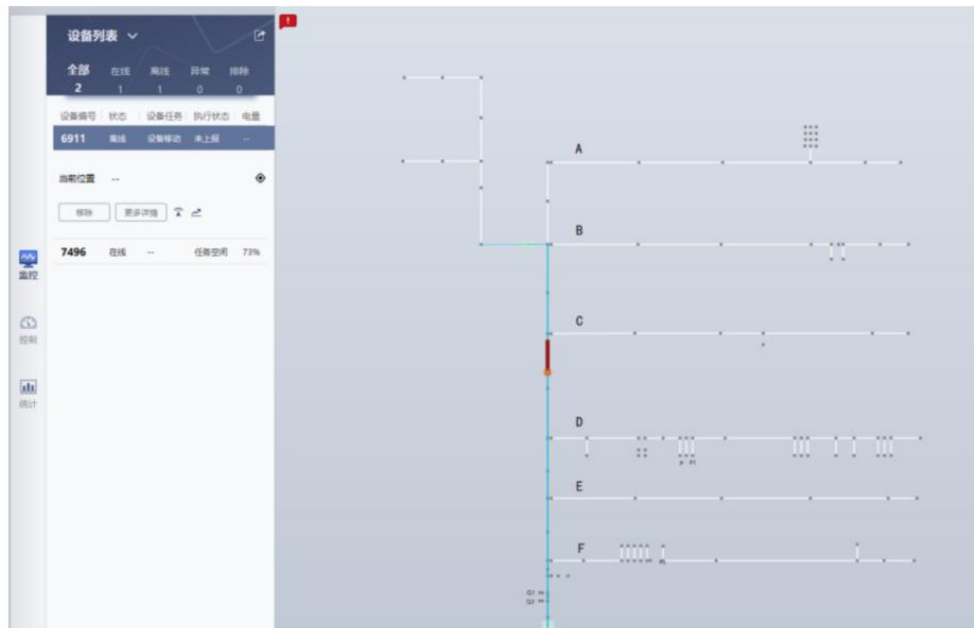 设备列表
全部 在线 离线 异常 排除
2 1 1 0 0
设备编号 状态 设备任务 执行状态 电量
6911 离线 设备移动 未上报 --
当前位置 --
移除 更多详情
7496 在线 -- 任务空闲 73%
监控
控制
统计
!
A
B
C
D
P P1
E
F